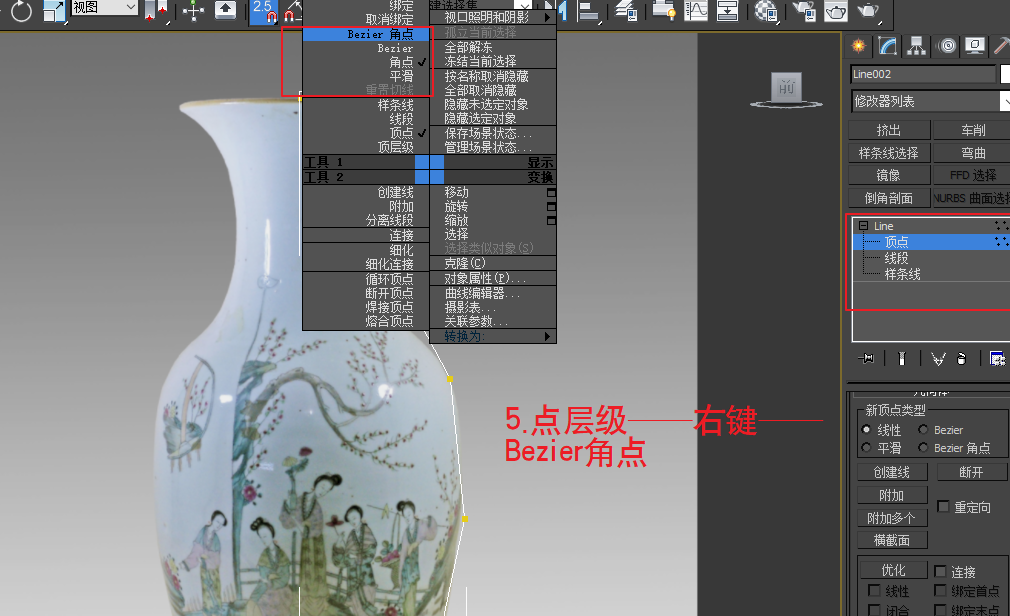 视图
2.5
绑定
取消绑定
Bezier 角点
Bezier
角点
平滑
重置切线
样条线
线段
顶点
顶层级
建选择集
视口照明和阴影
孤立当前选择
全部解冻
冻结当前选择
按名称取消隐藏
全部取消隐藏
隐藏未选定对象
隐藏选定对象
保存场景状态...
管理场景状态...
工具 1
显示
工具 2
变换
创建线
附加
分离线段
连接
细化
细化连接
循环顶点
断开顶点
焊接顶点
熔合顶点
移动
旋转
缩放
选择
选择类似对象(S)
克隆(C)
对象属性(P)...
曲线编辑器...
摄影表...
关联参数...
转换为:
5.点层级——右键——
Bezier角点
Line002
修改器列表
挤出
车削
样条线选择
弯曲
镜像
FFD 选择
倒角剖面
NURBS 曲面选择
Line
顶点
线段
样条线
几何体
新顶点类型
线性
Bezier
平滑
Bezier 角点
创建线
断开
附加
重定向
附加多个
横截面
优化
连接
线性
绑定首点
闭合
绑定末点